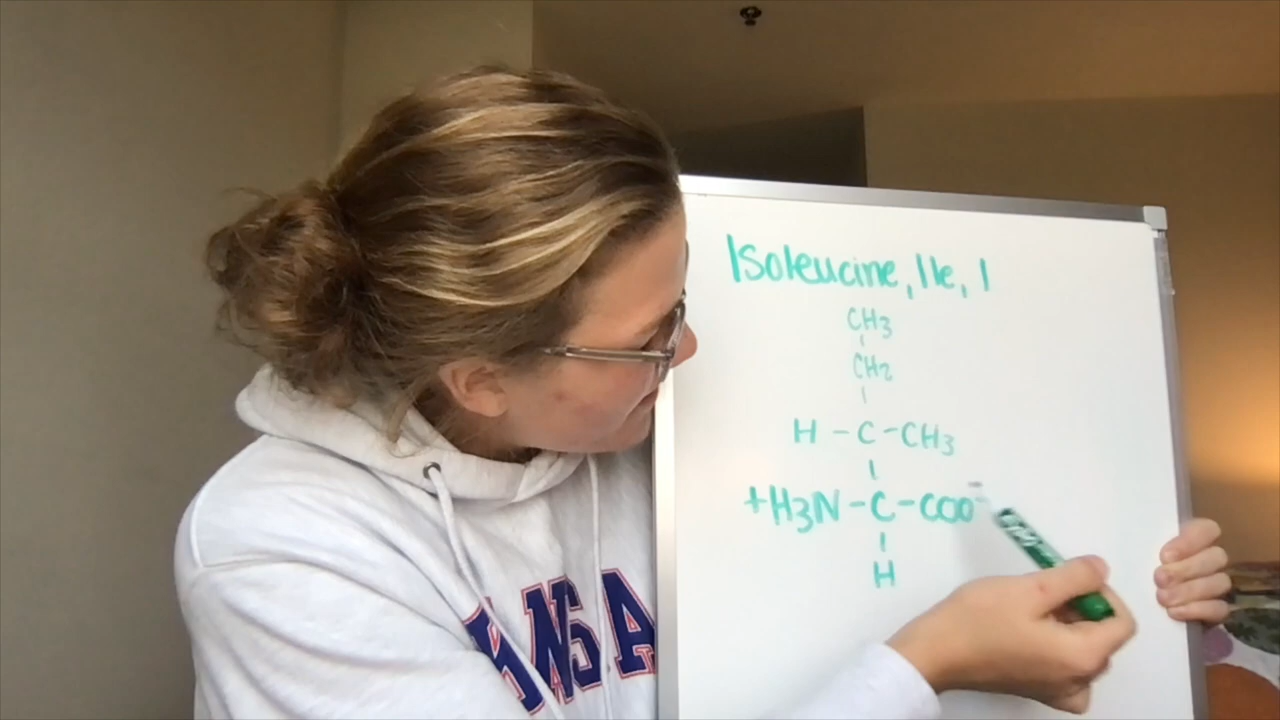 Isoleucine, Ile, I
CH3
CH2
H - C - CH3
+H3N - C - COO-
H